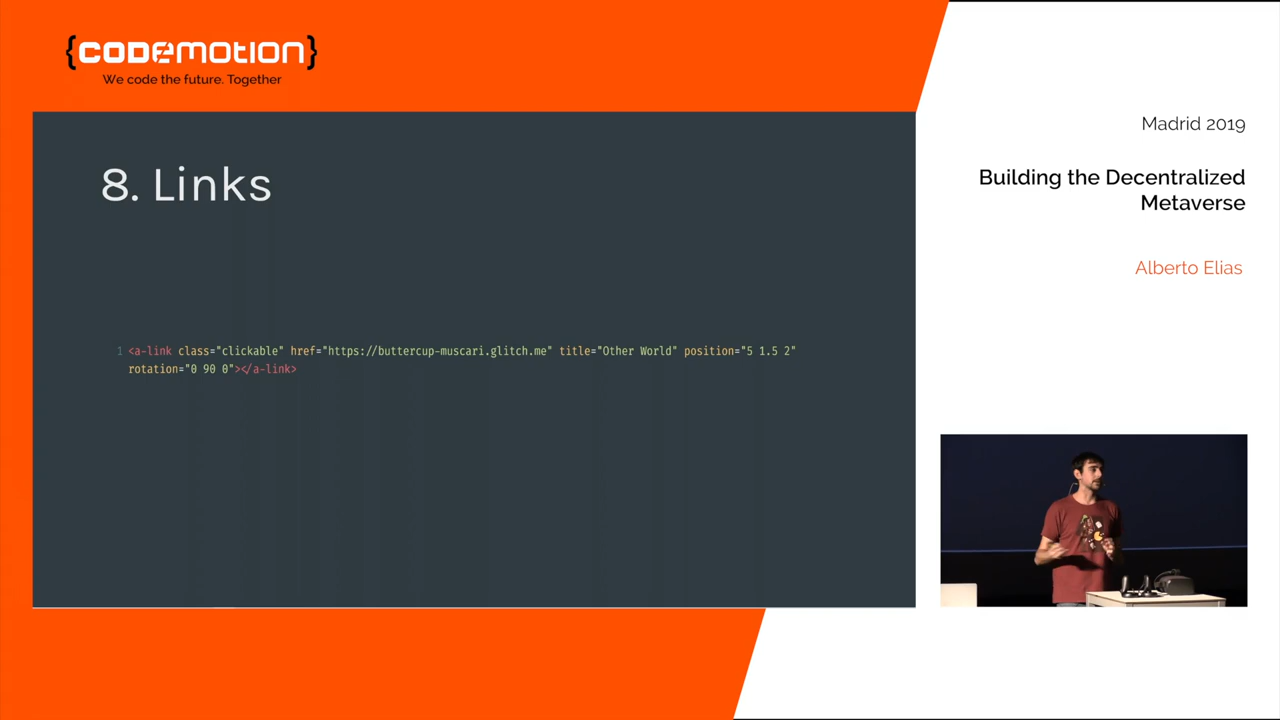 {CODEMOTION}
We code the future. Together
8. Links
1 <a-link class="clickable" href="https://buttercup-muscari.glitch.me" title="Other World" position="5 1.5 2"
rotation="0 90 0"></a-link>
Madrid 2019
Building the Decentralized
Metaverse
Alberto Elias